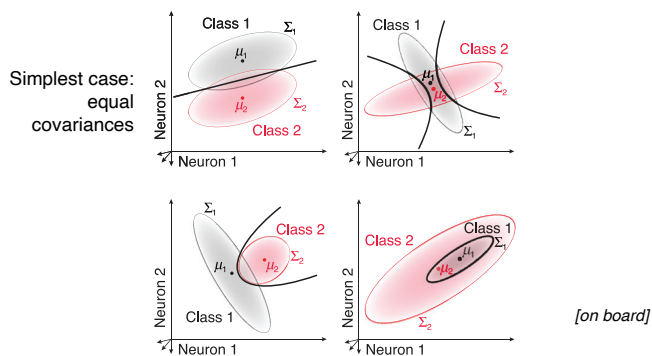 Simplest case:
equal
covariances
Class 1
Σ1
μ1
μ2
Σ2
Class 2
Neuron 2
Neuron 1
Class 1
Class 2
μ1
μ2
Σ2
Σ1
Neuron 2
Neuron 1
Σ1
Class 2
μ1
μ2
Σ2
Class 1
Neuron 2
Neuron 1
Class 1
Class 2
Σ1
μ1
μ2
Σ2
Neuron 2
Neuron 1
[on board]